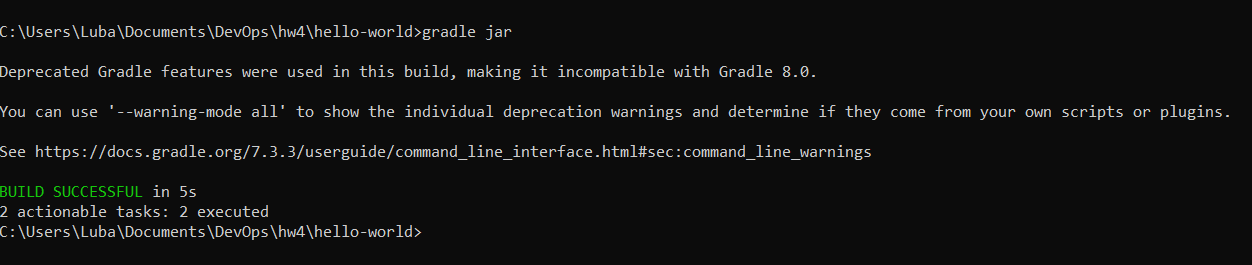 C:\Users\Luba\Documents\DevOps\hw4\hello-world>gradle jar
Deprecated Gradle features were used in this build, making it incompatible with Gradle 8.0.
You can use '--warning-mode all' to show the individual deprecation warnings and determine if they come from your own scripts or plugins.
See https://docs.gradle.org/7.3.3/userguide/command_line_interface.html#sec:command_line_warnings
BUILD SUCCESSFUL in 5s
2 actionable tasks: 2 executed
C:\Users\Luba\Documents\DevOps\hw4\hello-world>